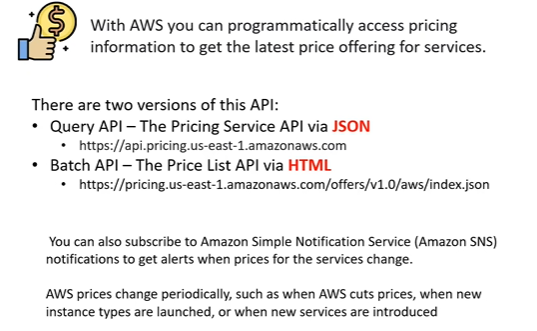 With AWS you can programmatically access pricing
information to get the latest price offering for services.
There are two versions of this API:
• Query API – The Pricing Service API via JSON
• https://api.pricing.us-east-1.amazonaws.com
• Batch API – The Price List API via HTML
• https://pricing.us-east-1.amazonaws.com/offers/v1.0/aws/index.json
You can also subscribe to Amazon Simple Notification Service (Amazon SNS)
notifications to get alerts when prices for the services change.
AWS prices change periodically, such as when AWS cuts prices, when new
instance types are launched, or when new services are introduced